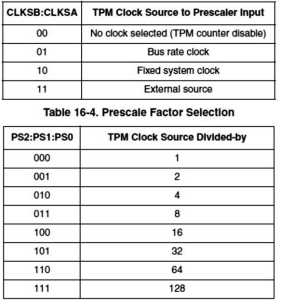 CLKSB:CLKSA TPM Clock Source to Prescaler Input
00 No clock selected (TPM counter disable)
01 Bus rate clock
10 Fixed system clock
11 External source
Table 16-4. Prescale Factor Selection
PS2:PS1:PS0 TPM Clock Source Divided-by
000 1
001 2
010 4
011 8
100 16
101 32
110 64
111 128